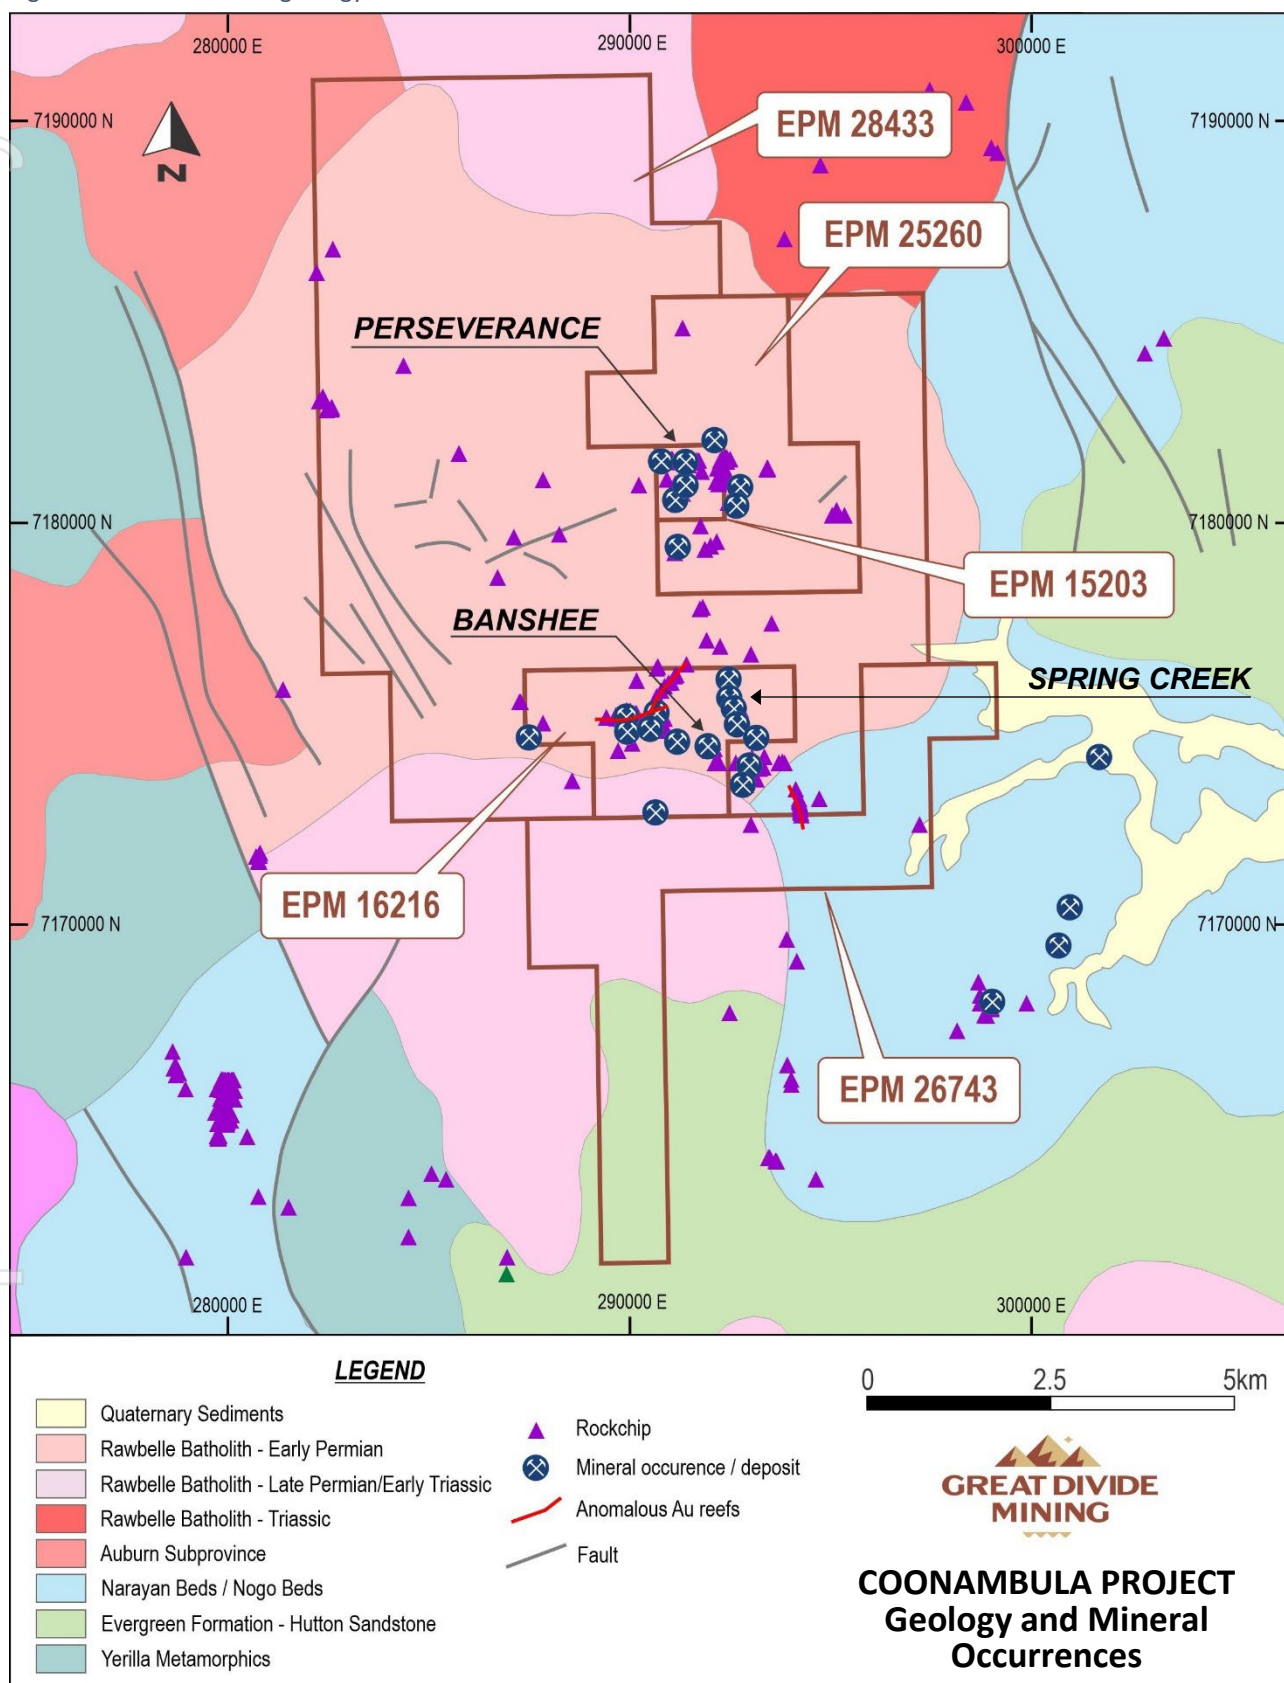 280000 E
290000 E
300000 E
7190000 N
7190000 N
EPM 28433
N
EPM 25260
PERSEVERANCE
7180000 N
7180000 N
EPM 15203
BANSHEE
SPRING CREEK
EPM 16216
7170000 N
7170000 N
EPM 26743
280000 E
290000 E
300000 E
LEGEND
Quaternary Sediments
Rawbelle Batholith - Early Permian
Rawbelle Batholith - Late Permian/Early Triassic
Rawbelle Batholith - Triassic
Auburn Subprovince
Narayan Beds / Nogo Beds
Evergreen Formation - Hutton Sandstone
Yerilla Metamorphics
Rockchip
Mineral occurence / deposit
Anomalous Au reefs
Fault
0 2.5 5km
GREAT DIVIDE
MINING
COONAMBULA PROJECT
Geology and Mineral
Occurrences